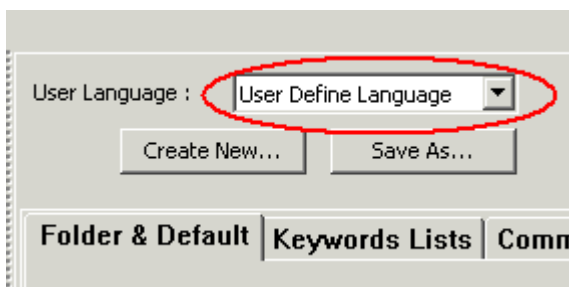 User Language : User Define Language
Create New... Save As...
Folder & Default Keywords Lists